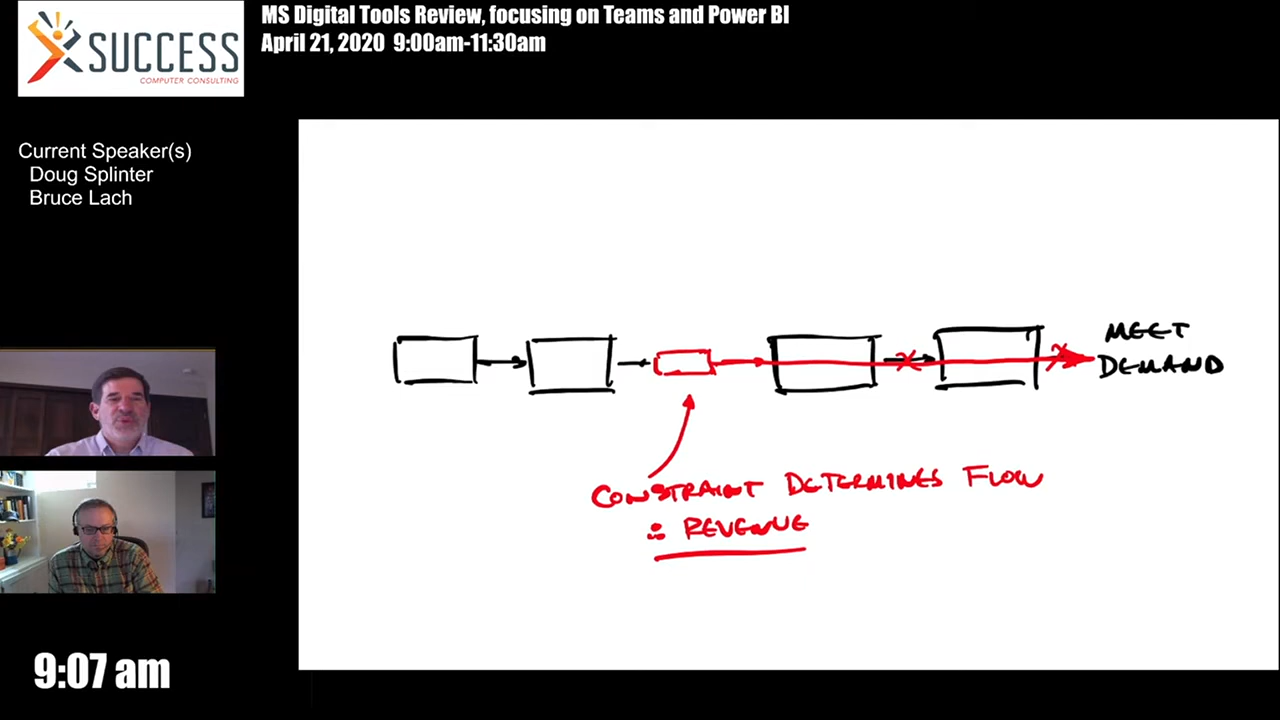 SUCCESS
COMPUTER CONSULTING
MS Digital Tools Review, focusing on Teams and Power BI
April 21, 2020 9:00am-11:30am
Current Speaker(s)
Doug Splinter
Bruce Lach
MEET
DEMAND
CONSTRAINT DETERMINES FLOW
∴ REVENUE
9:07 am